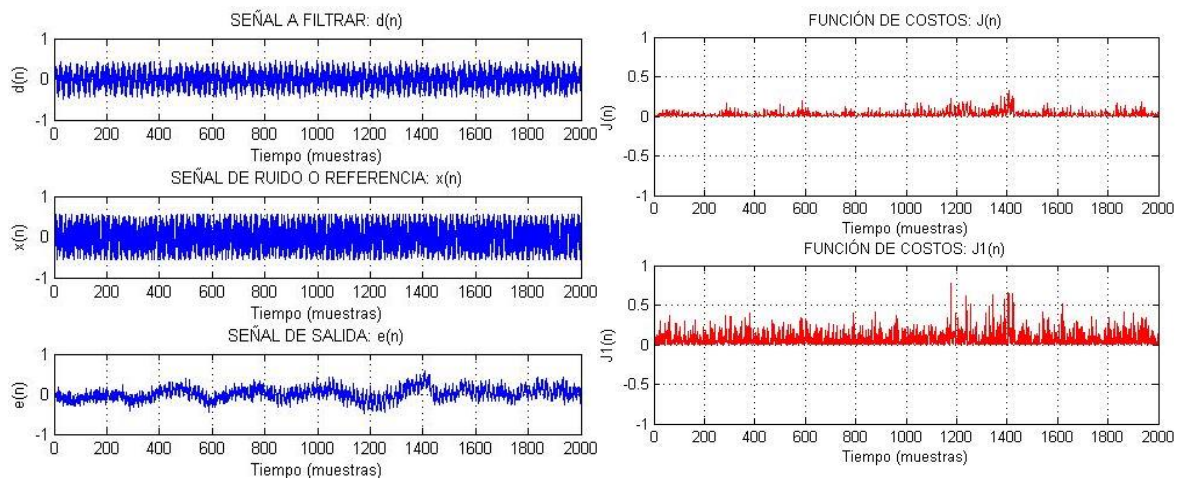 SEÑAL A FILTRAR: d(n)
1
0
-1
d(n)
0 200 400 600 800 1000 1200 1400 1600 1800 2000
Tiempo (muestras)
SEÑAL DE RUIDO O REFERENCIA: x(n)
1
0
-1
x(n)
0 200 400 600 800 1000 1200 1400 1600 1800 2000
Tiempo (muestras)
SEÑAL DE SALIDA: e(n)
1
0
-1
e(n)
0 200 400 600 800 1000 1200 1400 1600 1800 2000
Tiempo (muestras)
FUNCIÓN DE COSTOS: J(n)
1
0.5
0
-0.5
-1
J(n)
0 200 400 600 800 1000 1200 1400 1600 1800 2000
Tiempo (muestras)
FUNCIÓN DE COSTOS: J1(n)
1
0.5
0
-0.5
-1
J1(n)
0 200 400 600 800 1000 1200 1400 1600 1800 2000
Tiempo (muestras)